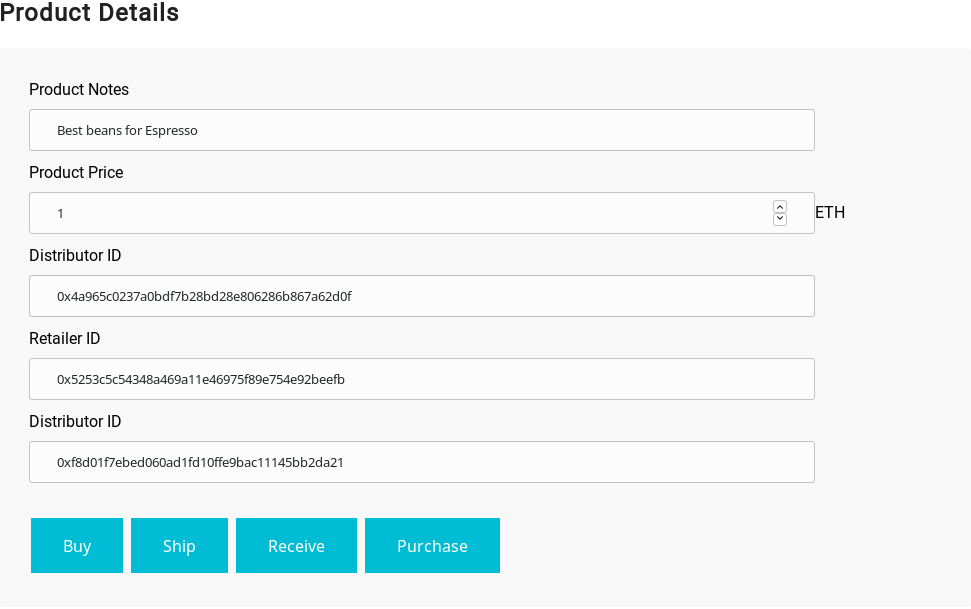 Product Details
Product Notes
Best beans for Espresso
Product Price
1
ETH
Distributor ID
0x4a965c0237a0bdf7b28bd28e806286b867a62d0f
Retailer ID
0x5253c5c54348a469a11e46975f89e754e92beefb
Distributor ID
0xf8d01f7ebed060ad1fd10ffe9bac11145bb2da21
Buy Ship Receive Purchase